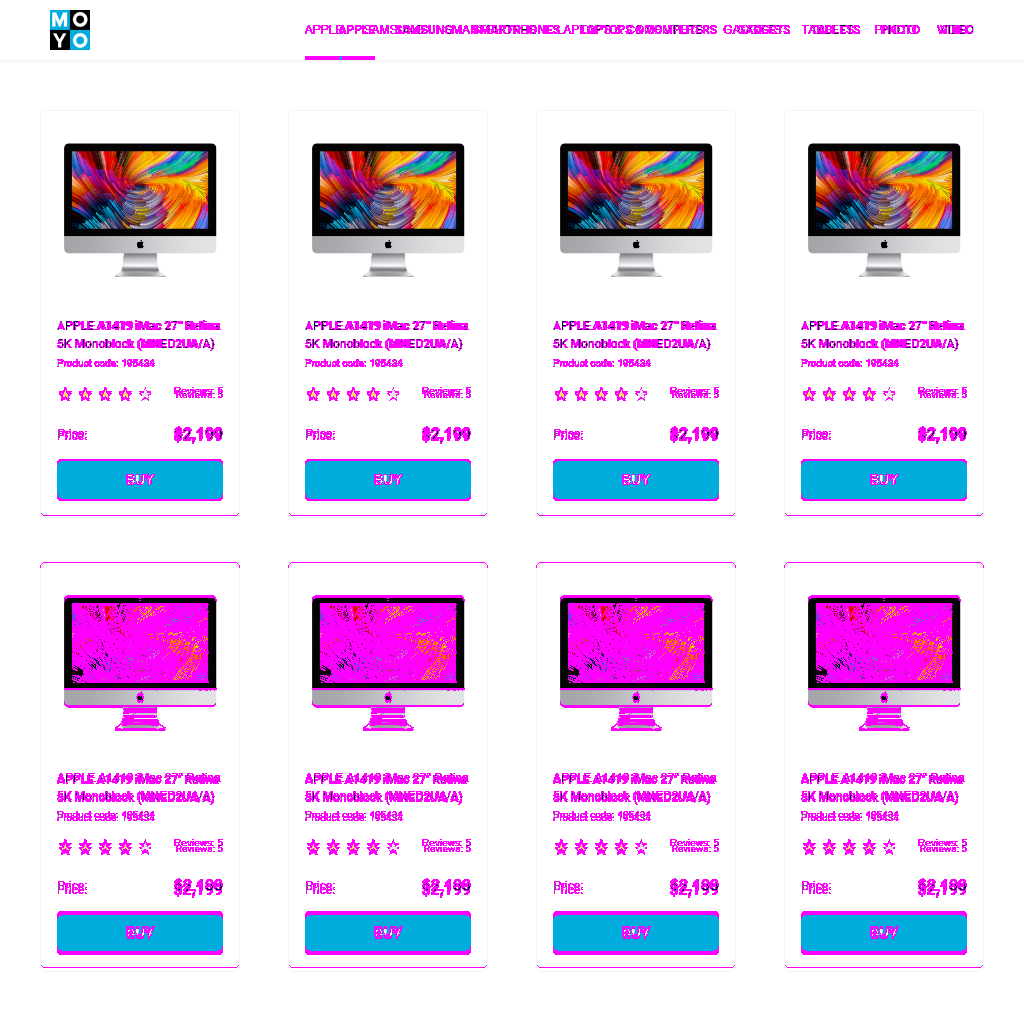 MO
YO
APPLE SAMSUNG SMARTPHONES LAPTOPS & COMPUTERS GADGETS TABLETS PHOTO VIDEO
APPLE A1419 iMac 27" Retina
5K Monoblock (MNED2UA/A)
Product code: 195434
Reviews: 5
Price: $2,199
BUY
APPLE A1419 iMac 27" Retina
5K Monoblock (MNED2UA/A)
Product code: 195434
Reviews: 5
Price: $2,199
BUY
APPLE A1419 iMac 27" Retina
5K Monoblock (MNED2UA/A)
Product code: 195434
Reviews: 5
Price: $2,199
BUY
APPLE A1419 iMac 27" Retina
5K Monoblock (MNED2UA/A)
Product code: 195434
Reviews: 5
Price: $2,199
BUY
APPLE A1419 iMac 27" Retina
5K Monoblock (MNED2UA/A)
Product code: 195434
Reviews: 5
Price: $2,199
BUY
APPLE A1419 iMac 27" Retina
5K Monoblock (MNED2UA/A)
Product code: 195434
Reviews: 5
Price: $2,199
BUY
APPLE A1419 iMac 27" Retina
5K Monoblock (MNED2UA/A)
Product code: 195434
Reviews: 5
Price: $2,199
BUY
APPLE A1419 iMac 27" Retina
5K Monoblock (MNED2UA/A)
Product code: 195434
Reviews: 5
Price: $2,199
BUY